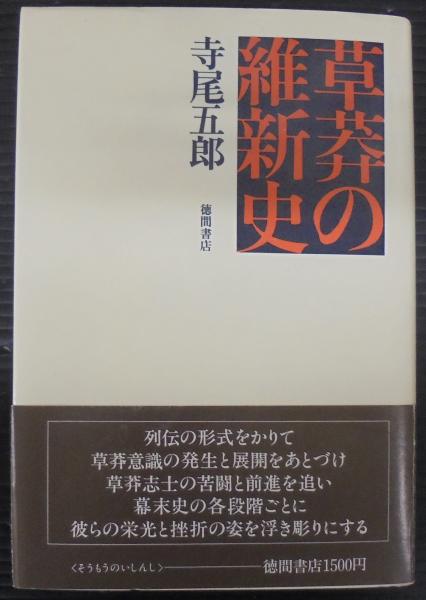 草莽の
維新史
寺尾五郎
徳間書店
列伝の形式をかりて
草莽意識の発生と展開をあとづけ
草莽志士の苦闘と前進を追い
幕末史の各段階ごとに
彼らの栄光と挫折の姿を浮き彫りにする
〈そうもうのいしんし〉────徳間書店1500円